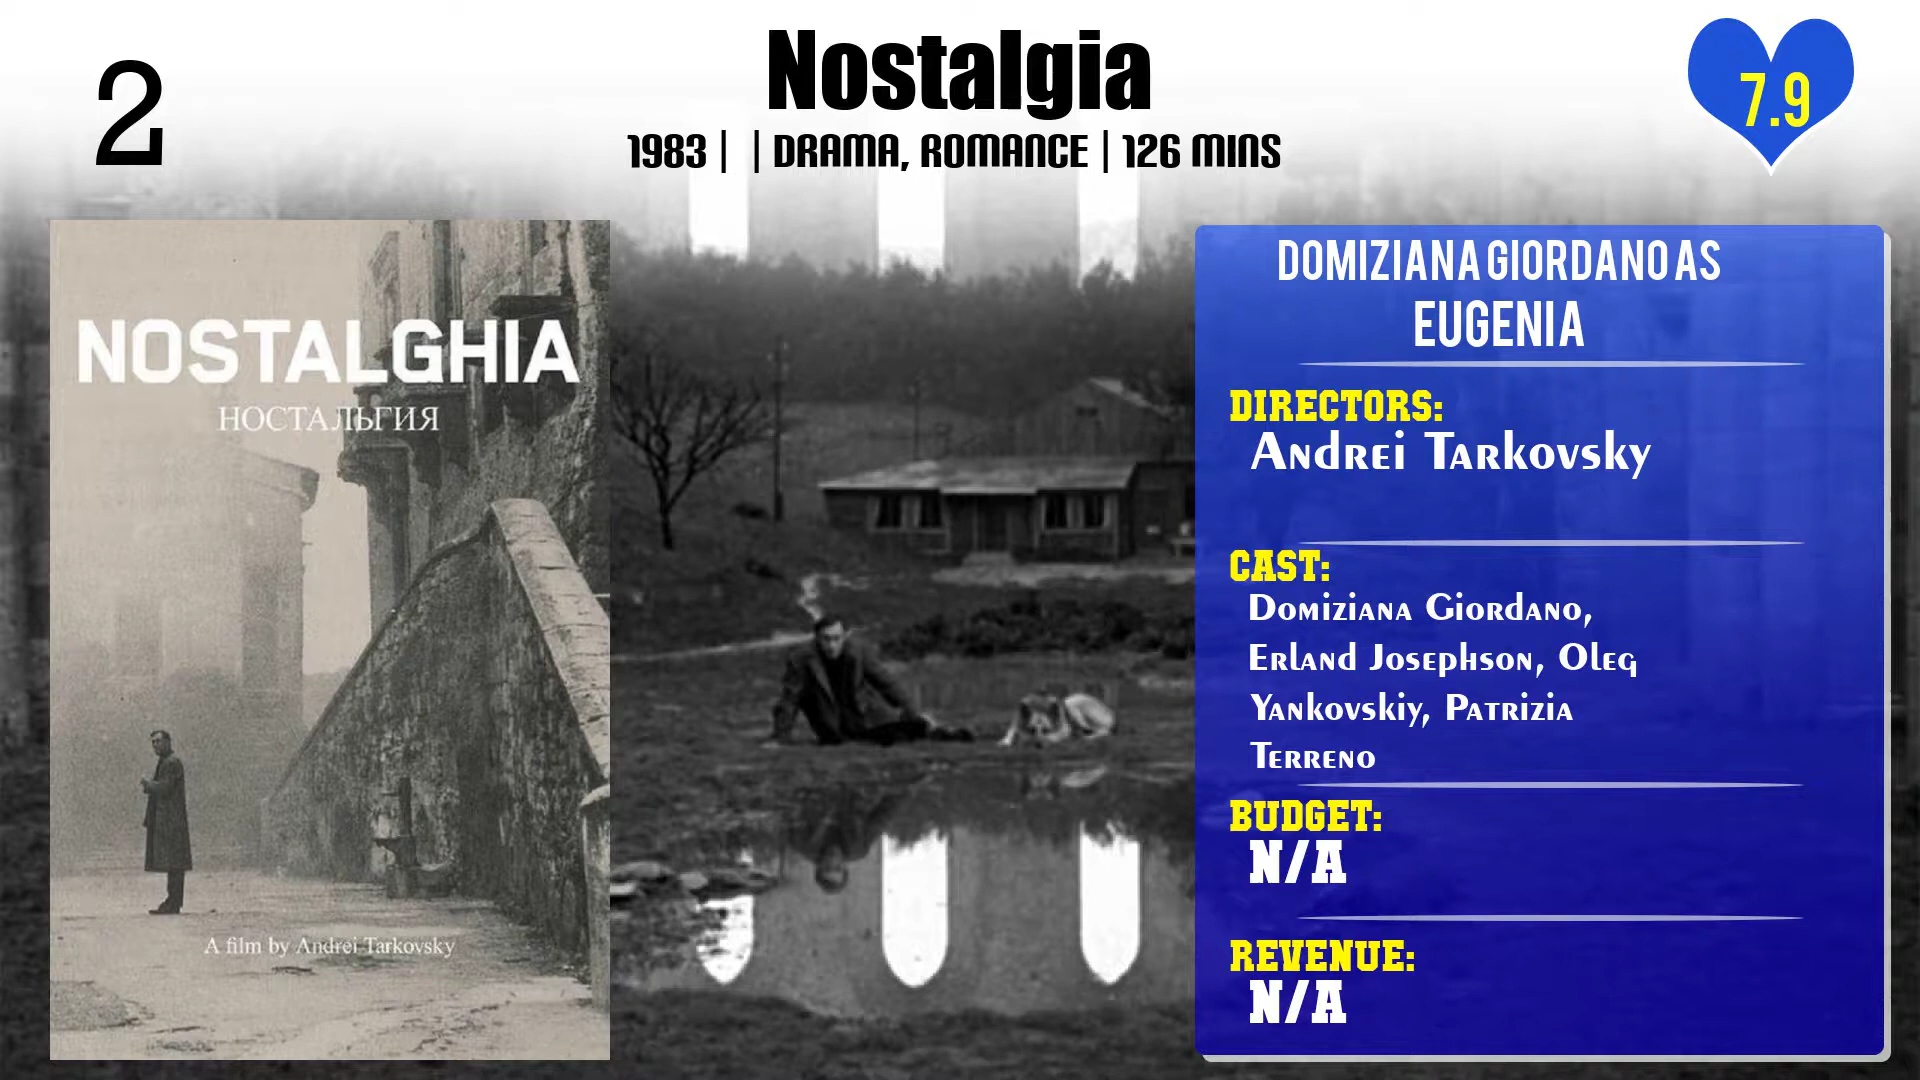 2
Nostalgia
7.9
1983 | | DRAMA, ROMANCE | 126 MINS
NOSTALGHIA
НОСТАЛЬГИЯ
A film by Andrei Tarkovsky
DOMIZIANA GIORDANO AS
EUGENIA
DIRECTORS:
Andrei Tarkovsky
CAST:
Domiziana Giordano,
Erland Josephson, Oleg
Yankovskiy, Patrizia
Terreno
BUDGET:
N/A
REVENUE:
N/A